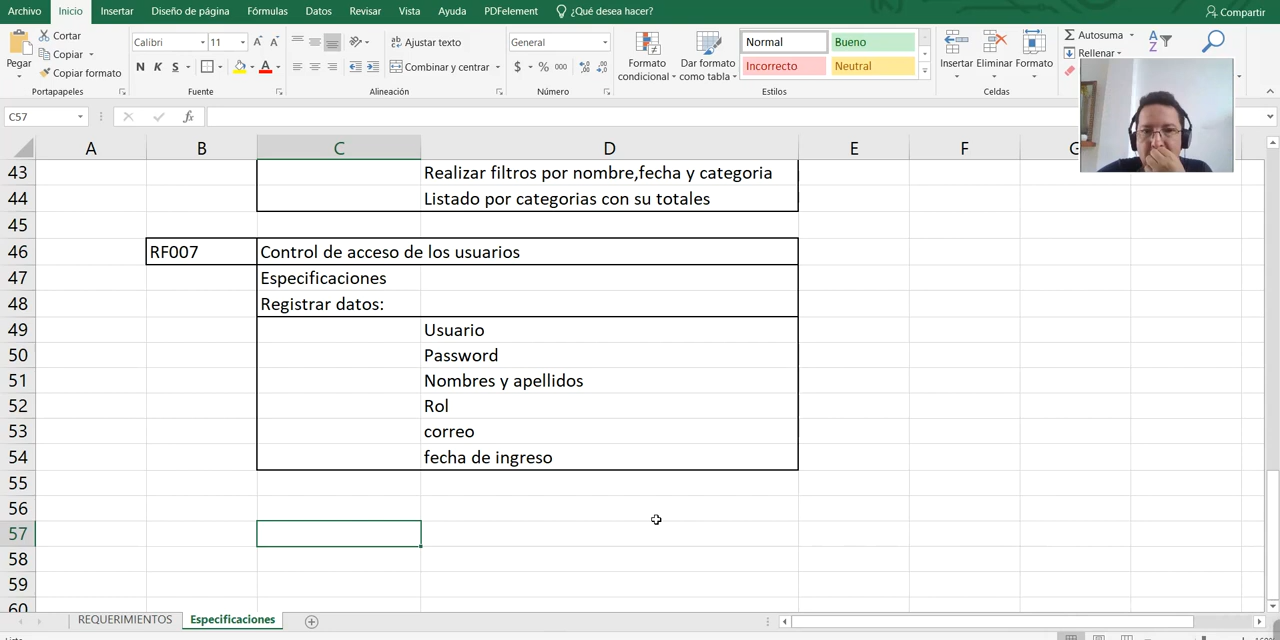 Archivo Inicio Insertar Diseño de página Fórmulas Datos Revisar Vista Ayuda PDFelement ¿Qué desea hacer? Compartir
Pegar
Cortar
Copiar
Copiar formato
Portapapeles
Calibri 11 A A
N K S A
Fuente
Ajustar texto
Combinar y centrar
Alineación
General
$ % 000
Número
Formato condicional
Dar formato como tabla
Normal Bueno
Incorrecto Neutral
Estilos
Insertar Eliminar Formato
Celdas
Autosuma
Rellenar
C57 fx
A B C D E F G
43 Realizar filtros por nombre,fecha y categoria
44 Listado por categorias con su totales
45
46 RF007 Control de acceso de los usuarios
47 Especificaciones
48 Registrar datos:
49 Usuario
50 Password
51 Nombres y apellidos
52 Rol
53 correo
54 fecha de ingreso
55
56
57
58
59
60
REQUERIMIENTOS Especificaciones